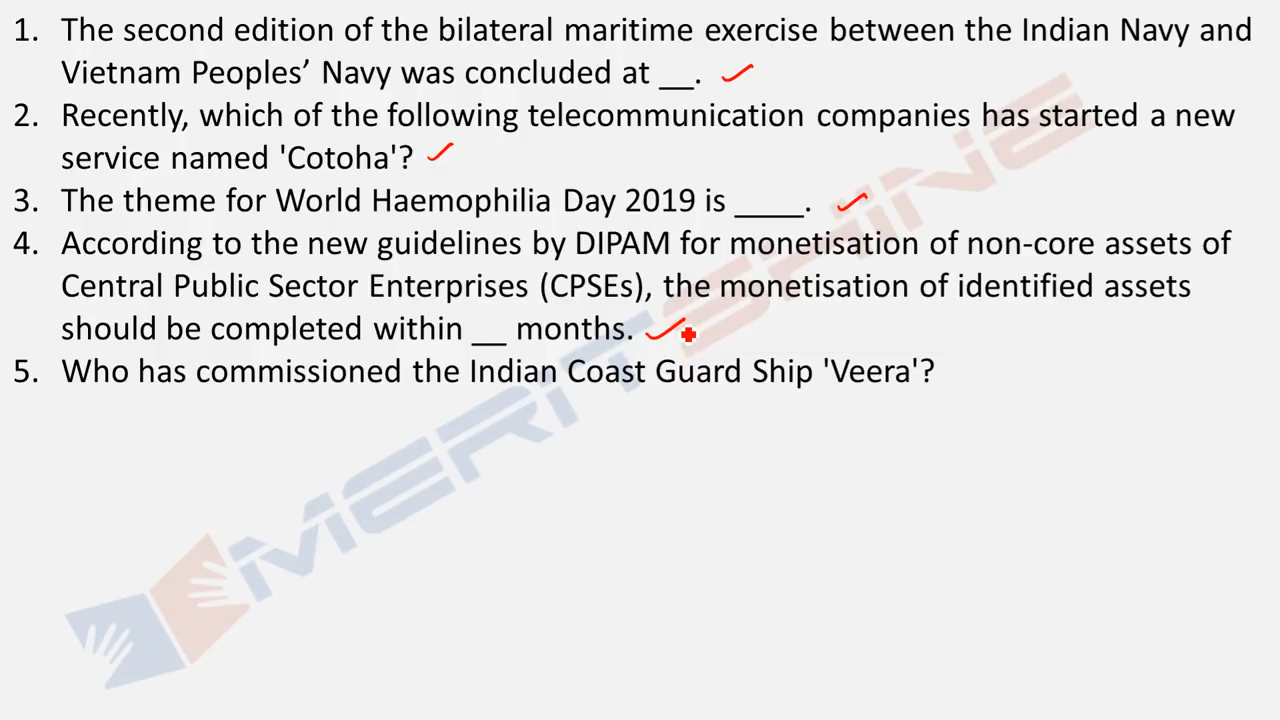 1. The second edition of the bilateral maritime exercise between the Indian Navy and
Vietnam Peoples’ Navy was concluded at __.
2. Recently, which of the following telecommunication companies has started a new
service named 'Cotoha'?
3. The theme for World Haemophilia Day 2019 is ____.
4. According to the new guidelines by DIPAM for monetisation of non-core assets of
Central Public Sector Enterprises (CPSEs), the monetisation of identified assets
should be completed within __ months.
5. Who has commissioned the Indian Coast Guard Ship 'Veera'?
MERITSPINE